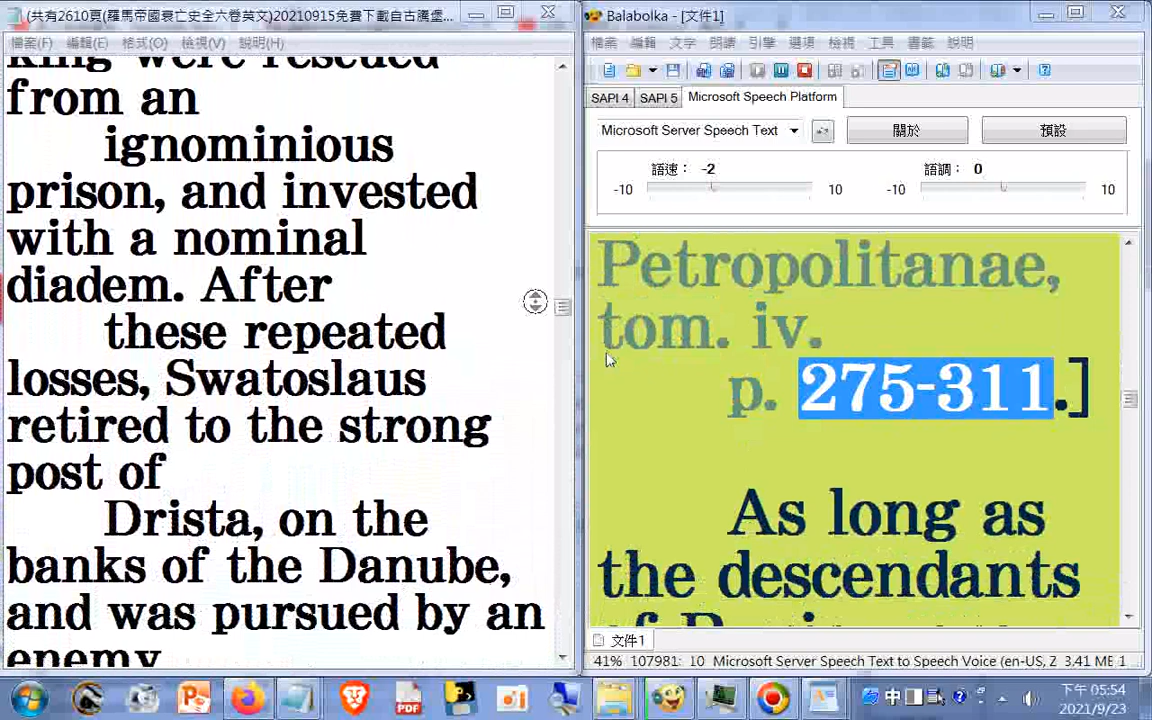 (共有2610頁(羅馬帝國衰亡史全六卷英文)20210915免費下載自古騰堡...
檔案(F) 編輯(E) 格式(O) 檢視(V) 說明(H)
king were rescued
from an
ignominious
prison, and invested
with a nominal
diadem. After
these repeated
losses, Swatoslaus
retired to the strong
post of
Drista, on the
banks of the Danube,
and was pursued by an
enemy
Balabolka - [文件1]
檔案 編輯 文字 朗讀 引擎 選項 檢視 工具 書籤 說明
SAPI 4 SAPI 5 Microsoft Speech Platform
Microsoft Server Speech Text 關於 預設
語速： -2 語調： 0
-10 10 -10 10
Petropolitanae,
tom. iv.
p. 275-311.]
As long as
the descendants
文件1
41% 107981: 10 Microsoft Server Speech Text to Speech Voice (en-US, Z 3,41 ME 1
PDF
中
下午 05:54
2021/9/23